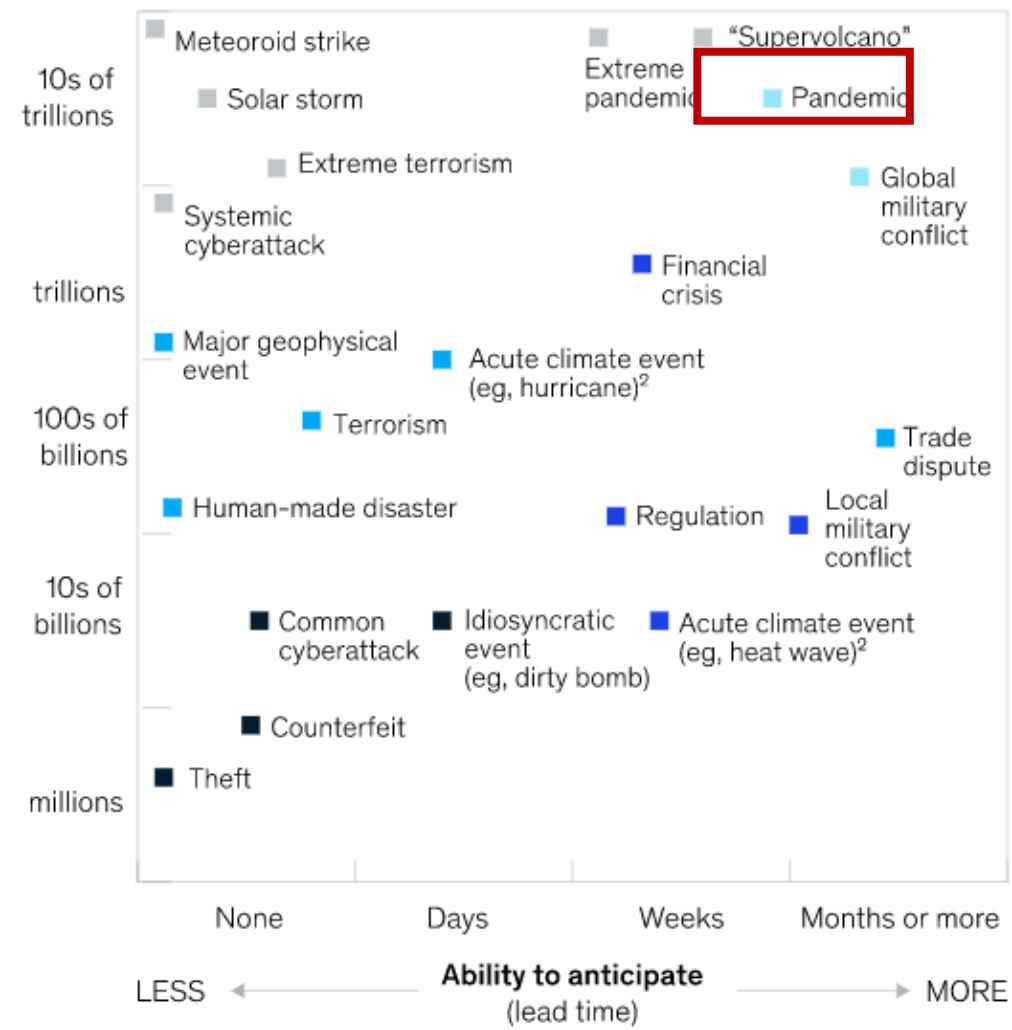 Meteoroid strike
“Supervolcano”
Extreme
pandemic
Pandemic
10s of
trillions
Solar storm
Extreme terrorism
Global
military
conflict
Systemic
cyberattack
Financial
crisis
trillions
Major geophysical
event
Acute climate event
(eg, hurricane)²
100s of
billions
Terrorism
Trade
dispute
Human-made disaster
Regulation
Local
military
conflict
10s of
billions
Common
cyberattack
Idiosyncratic
event
(eg, dirty bomb)
Acute climate event
(eg, heat wave)²
Counterfeit
Theft
millions
None
Days
Weeks
Months or more
LESS
Ability to anticipate
(lead time)
MORE